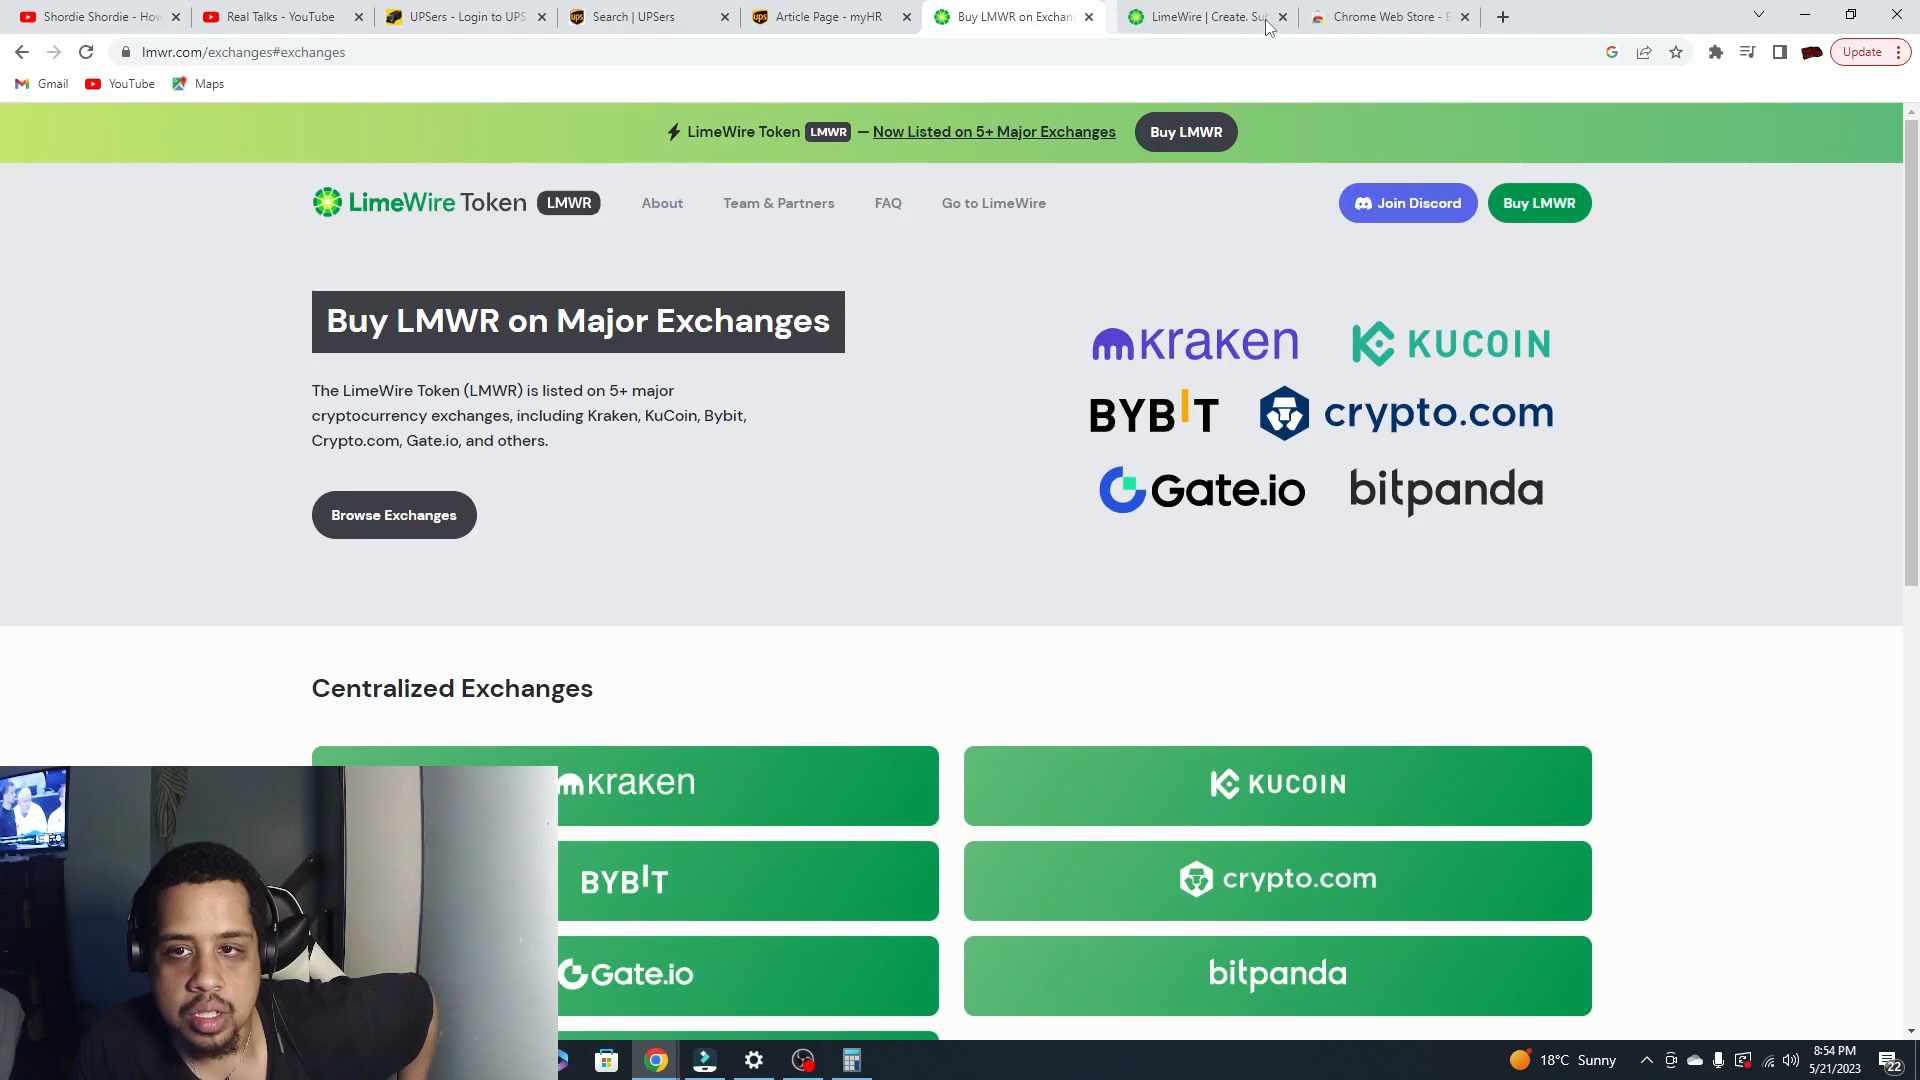 Shordie Shordie - How
Real Talks - YouTube
UPSers - Login to UPS
Search | UPSers
Article Page - myHR
Buy LMWR on Exchan
LimeWire | Create. Su
Chrome Web Store - E
lmwr.com/exchanges#exchanges
Update
Gmail
YouTube
Maps
LimeWire Token LMWR — Now Listed on 5+ Major Exchanges Buy LMWR
LimeWire Token LMWR
About
Team & Partners
FAQ
Go to LimeWire
Join Discord
Buy LMWR
Buy LMWR on Major Exchanges
The LimeWire Token (LMWR) is listed on 5+ major
cryptocurrency exchanges, including Kraken, KuCoin, Bybit,
Crypto.com, Gate.io, and others.
Browse Exchanges
kraken
KUCOIN
BYBIT
crypto.com
Gate.io
bitpanda
Centralized Exchanges
kraken
KUCOIN
BYBIT
crypto.com
Gate.io
bitpanda
18°C Sunny
8:54 PM
5/21/2023
22